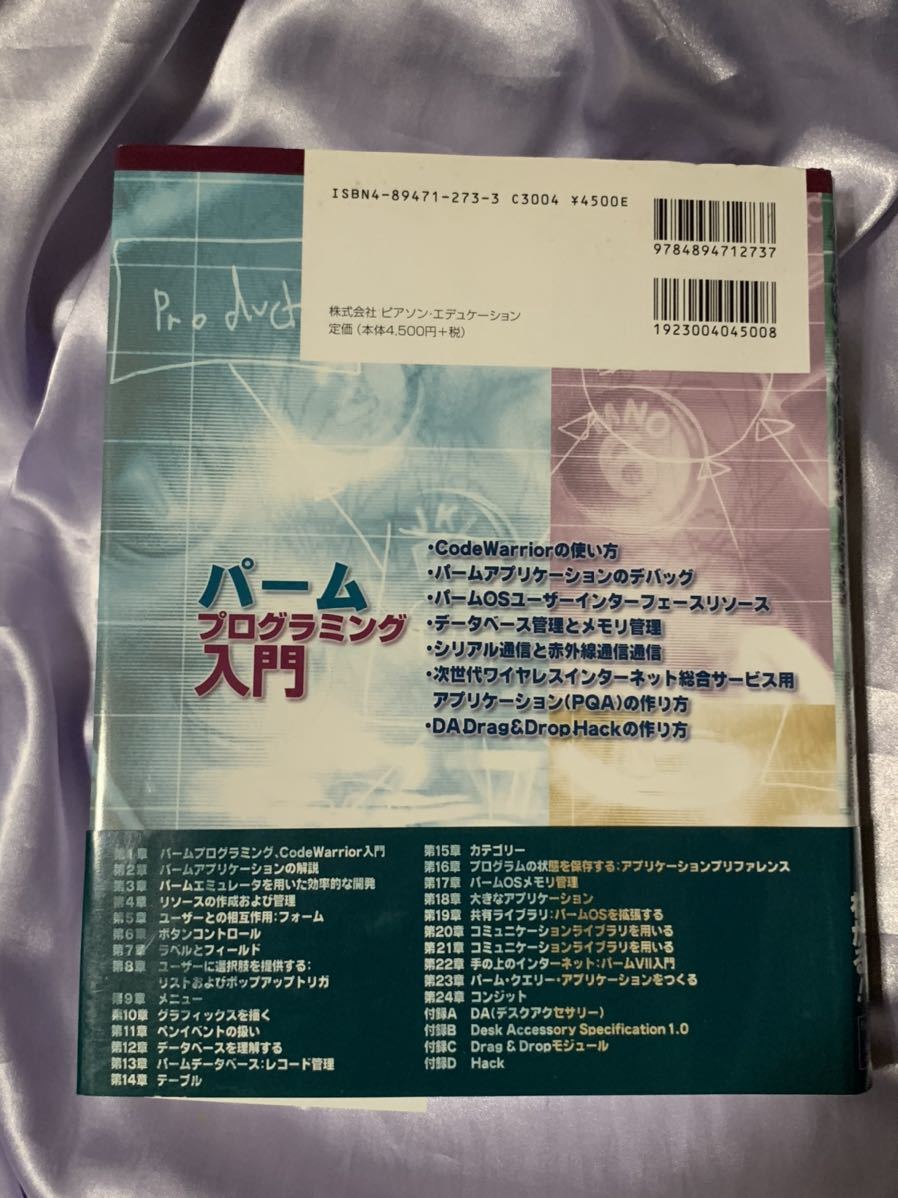 ISBN4-89471-273-3 C3004 ¥4500E
9784894712737
1923004045008
株式会社 ピアソン・エデュケーション
定価（本体4,500円+税）
Product
MNO
6
JKL
パーム
プログラミング
入門
・CodeWarriorの使い方
・パームアプリケーションのデバッグ
・パームOSユーザーインターフェースリソース
・データベース管理とメモリ管理
・シリアル通信と赤外線通信通信
・次世代ワイヤレスインターネット総合サービス用
アプリケーション(PQA)の作り方
・DA,Drag&Drop,Hackの作り方
第1章 パームプログラミング、CodeWarrior入門
第2章 パームアプリケーションの解説
第3章 パームエミュレータを用いた効率的な開発
第4章 リソースの作成および管理
第5章 ユーザーとの相互作用：フォーム
第6章 ボタンコントロール
第7章 ラベルとフィールド
第8章 ユーザーに選択肢を提供する：
リストおよびポップアップトリガ
第9章 メニュー
第10章 グラフィックスを描く
第11章 ペンイベントの扱い
第12章 データベースを理解する
第13章 パームデータベース：レコード管理
第14章 テーブル
第15章 カテゴリー
第16章 プログラムの状態を保存する：アプリケーションプリファレンス
第17章 パームOSメモリ管理
第18章 大きなアプリケーション
第19章 共有ライブラリ：パームOSを拡張する
第20章 コミュニケーションライブラリを用いる
第21章 コミュニケーションライブラリを用いる
第22章 手の上のインターネット：パームVII入門
第23章 パーム・クエリー・アプリケーションをつくる
第24章 コンジット
付録A DA(デスクアクセサリー)
付録B Desk Accessory Specification 1.0
付録C Drag & Dropモジュール
付録D Hack